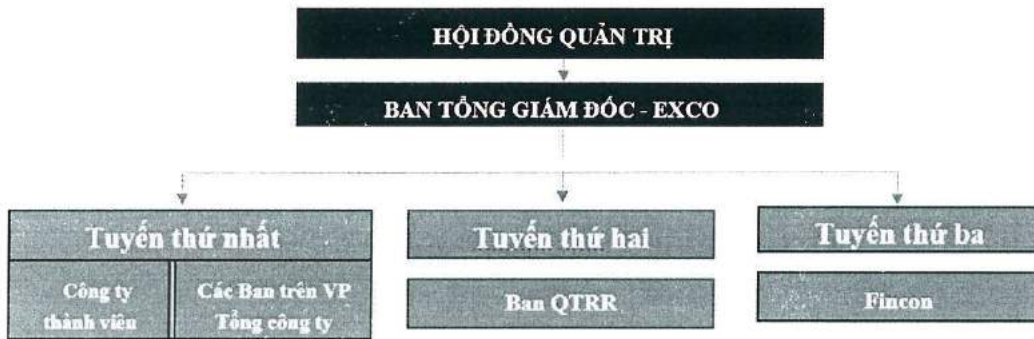 HỘI ĐỒNG QUẢN TRỊ
BAN TỔNG GIÁM ĐỐC - EXCO
Tuyến thứ nhất
Công ty
thành viên
Các Ban trên VP
Tổng công ty
Tuyến thứ hai
Ban QTRR
Tuyến thứ ba
Fincon